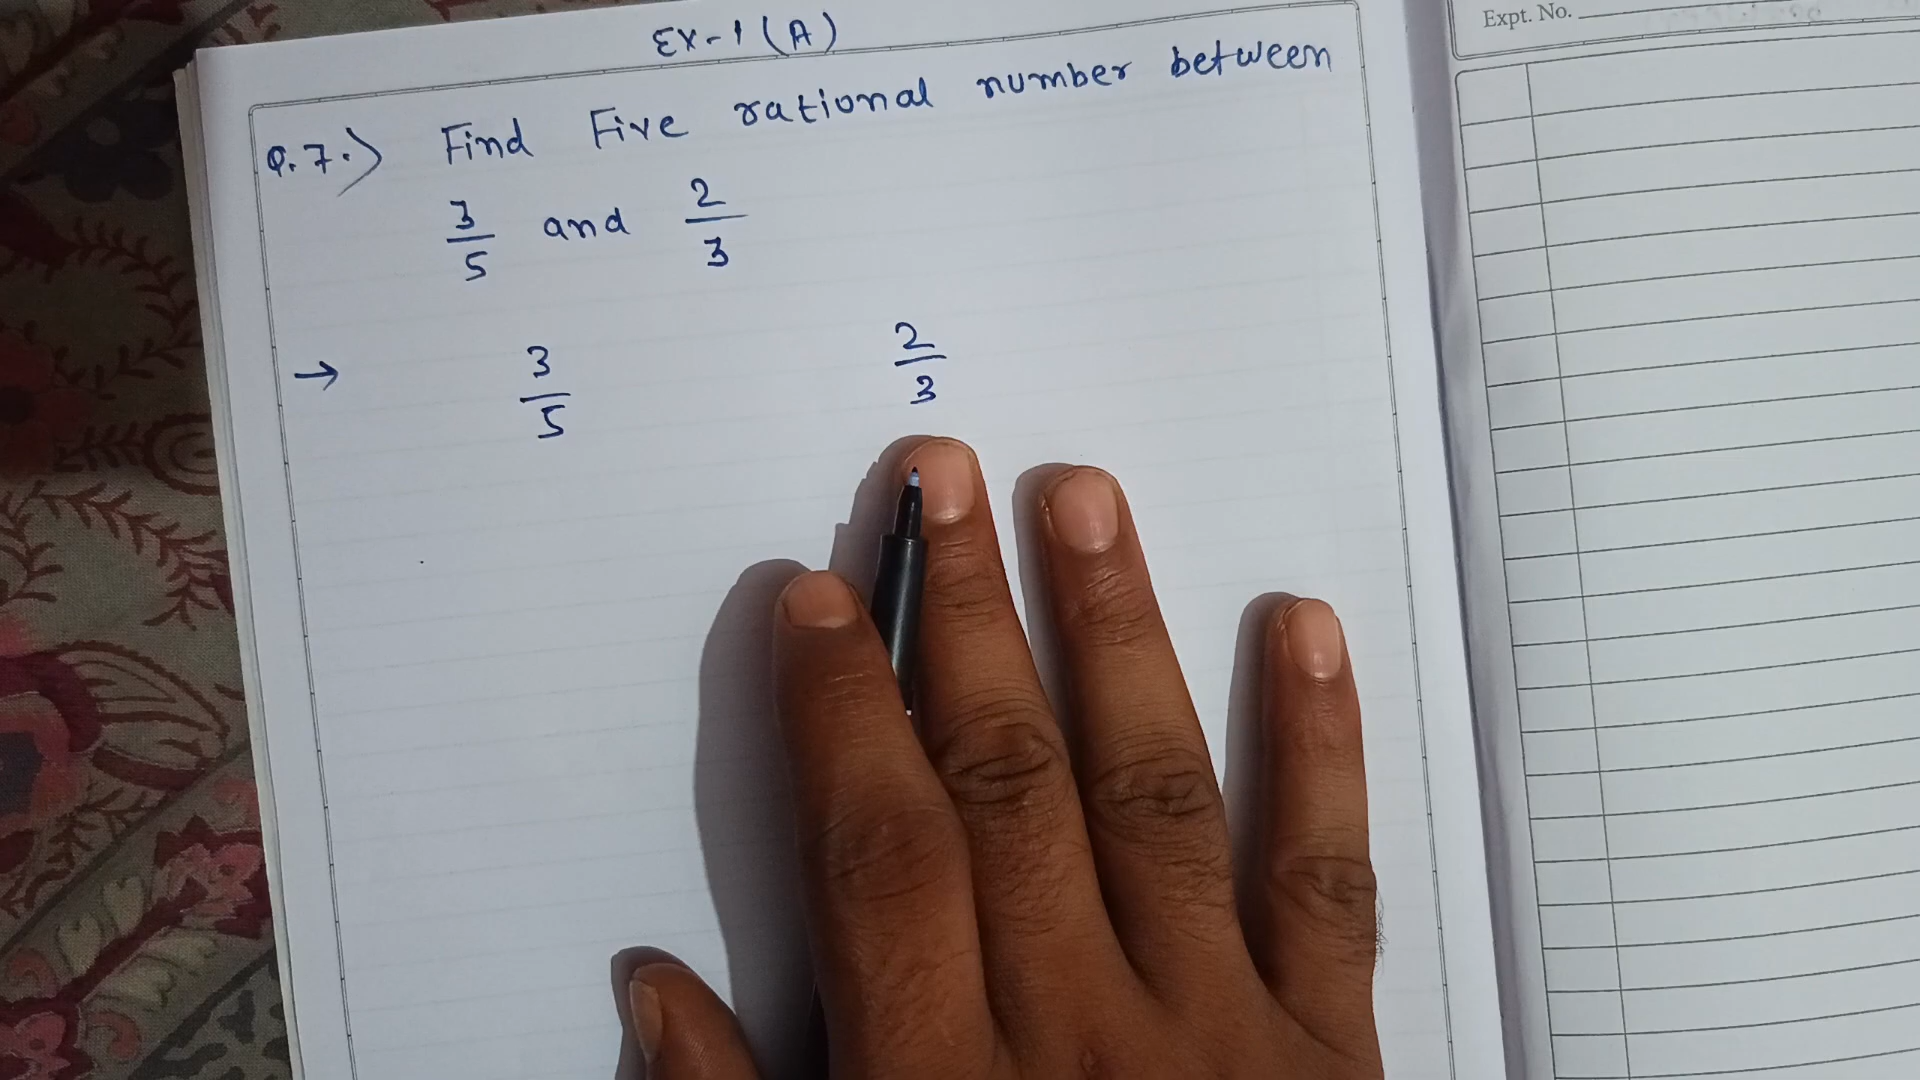 Ex-1 (A)
Q.7.) Find Five rational number between
3/5 and 2/3
→ 3/5 2/3
Expt. No.